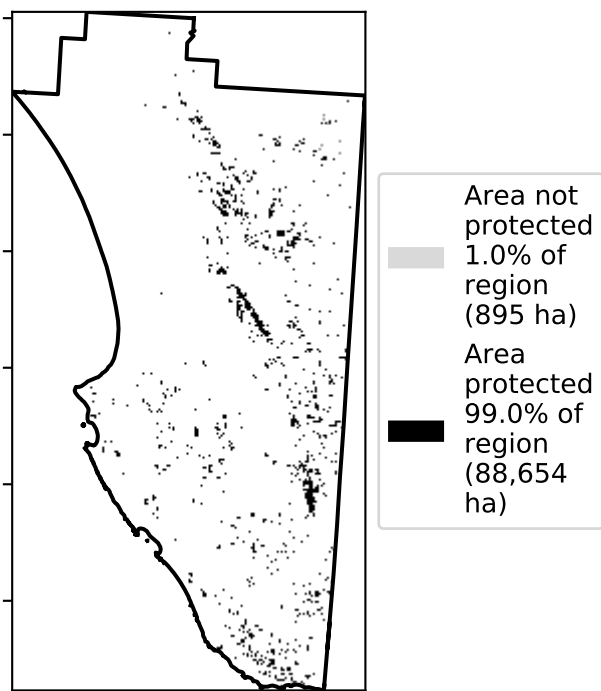 Area not
protected
1.0% of
region
(895 ha)
Area
protected
99.0% of
region
(88,654
ha)